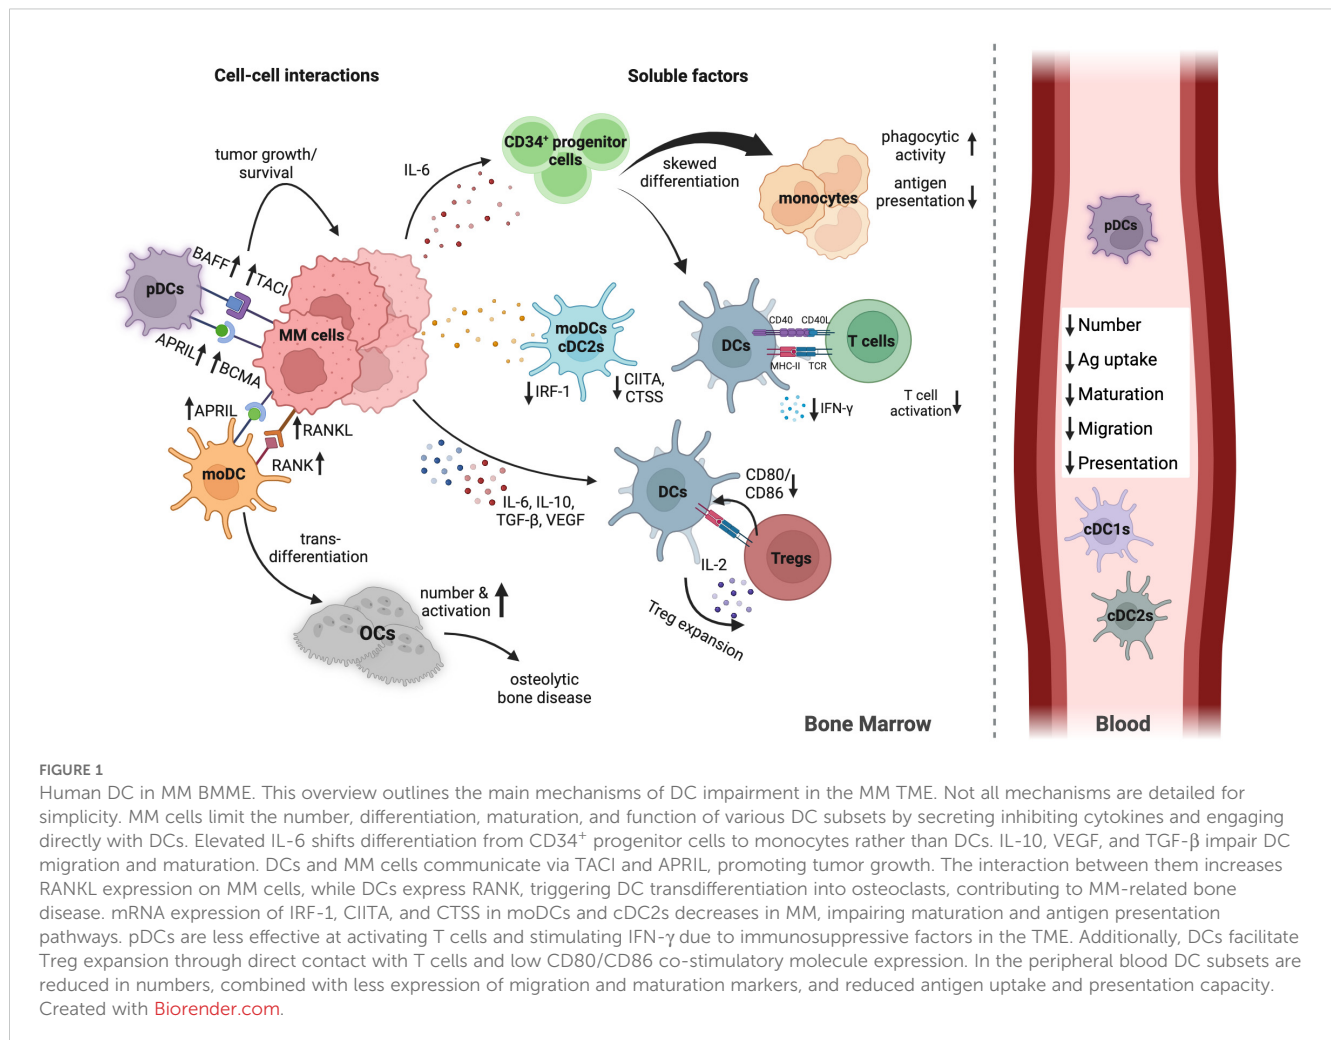 Cell-cell interactions
Soluble factors
tumor growth/
survival
IL-6
CD34+ progenitor
cells
skewed
differentiation
monocytes
phagocytic
activity
antigen
presentation
pDCs
BAFF
TACI
APRIL
BCMA
MM cells
moDCs
cDC2s
IRF-1
CIITA,
CTSS
DCs
CD40
CD40L
MHC-II
TCR
T cells
IFN-γ
T cell
activation
APRIL
RANKL
RANK
moDC
IL-6, IL-10,
TGF-β, VEGF
DCs
CD80/
CD86
Tregs
IL-2
Treg expansion
trans-
differentiation
number &
activation
OCs
osteolytic
bone disease
Bone Marrow
pDCs
Number
Ag uptake
Maturation
Migration
Presentation
cDC1s
cDC2s
Blood
FIGURE 1
Human DC in MM BMME. This overview outlines the main mechanisms of DC impairment in the MM TME. Not all mechanisms are detailed for
simplicity. MM cells limit the number, differentiation, maturation, and function of various DC subsets by secreting inhibiting cytokines and engaging
directly with DCs. Elevated IL-6 shifts differentiation from CD34+ progenitor cells to monocytes rather than DCs. IL-10, VEGF, and TGF-β impair DC
migration and maturation. DCs and MM cells communicate via TACI and APRIL, promoting tumor growth. The interaction between them increases
RANKL expression on MM cells, while DCs express RANK, triggering DC transdifferentiation into osteoclasts, contributing to MM-related bone
disease. mRNA expression of IRF-1, CIITA, and CTSS in moDCs and cDC2s decreases in MM, impairing maturation and antigen presentation
pathways. pDCs are less effective at activating T cells and stimulating IFN-γ due to immunosuppressive factors in the TME. Additionally, DCs facilitate
Treg expansion through direct contact with T cells and low CD80/CD86 co-stimulatory molecule expression. In the peripheral blood DC subsets are
reduced in numbers, combined with less expression of migration and maturation markers, and reduced antigen uptake and presentation capacity.
Created with Biorender.com.